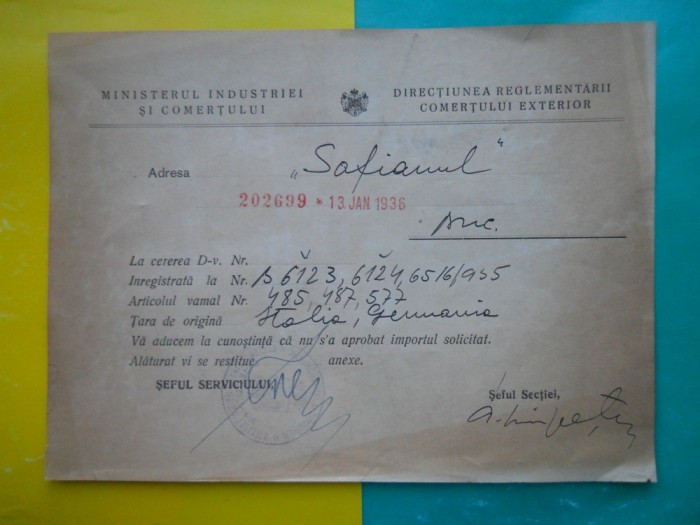 MINISTERUL INDUSTRIEI
ȘI COMERȚULUI
DIRECȚIUNEA REGLEMENTĂRII
COMERȚULUI EXTERIOR
Adresa „Sofianul"
202699 * 13. JAN. 1936
Buc.
La cererea D-v. Nr.
Inregistrată la Nr. B 6123, 6124, 6516/935
Articolul vamal Nr. 485, 487, 577
Țara de origină Italia, Germania
Vă aducem la cunoștință că nu s'a aprobat importul solicitat.
Alăturat vi se restitue anexe.
ȘEFUL SERVICIULUI,
Șeful Secției,